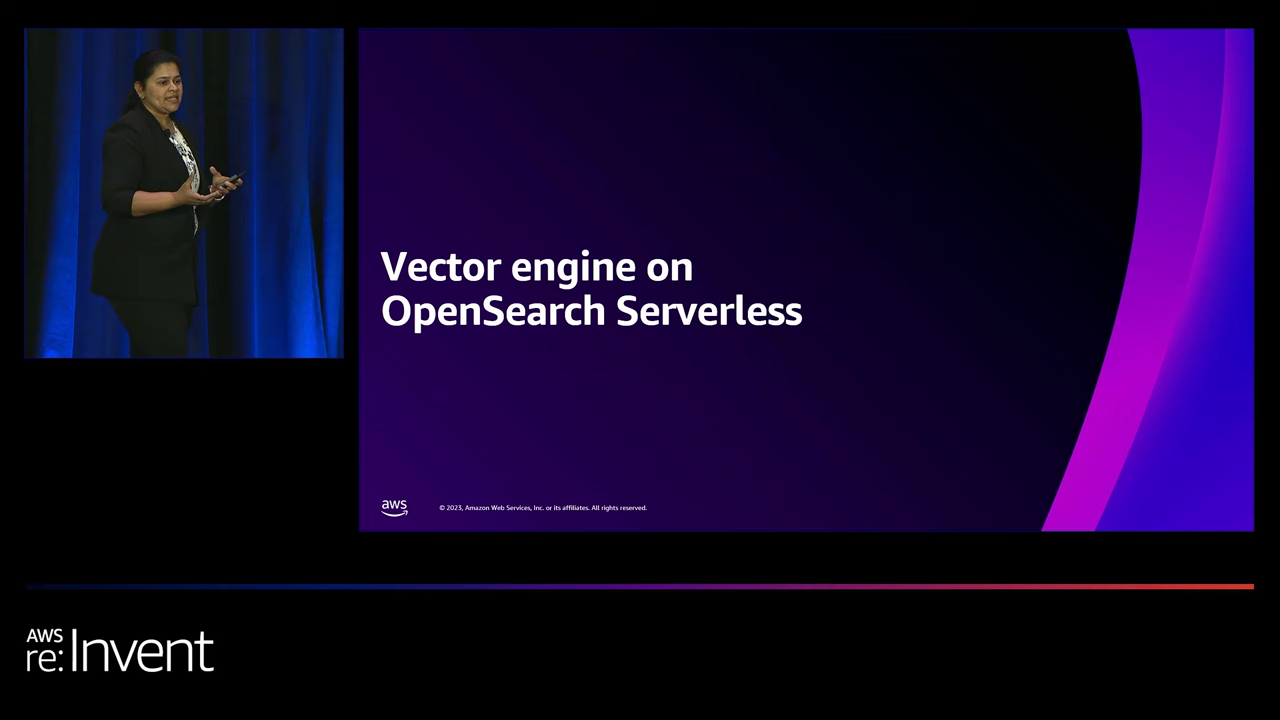 Vector engine on
OpenSearch Serverless
aws
© 2023, Amazon Web Services, Inc. or its affiliates. All rights reserved.
AWS
re:Invent